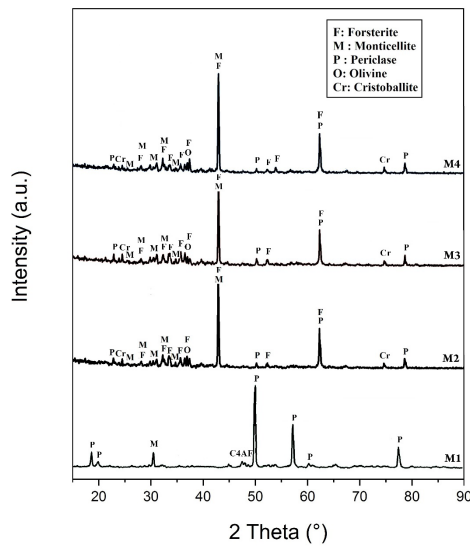 F: Forsterite
M : Monticellite
P : Periclase
O: Olivine
Cr: Cristoballite
M
F
F
P
P Cr M
M
F
M
M
F
F
M
F
F
O
P F F
Cr
P
M4
F
M
F
P
P Cr M
M
F
M
M
F
F
M
F
F
O
P F
Cr
P
M3
F
M
F
P
P Cr M
M
F
M
M
F
F
M
F
F
O
P F
Cr
P
M2
P
P
P
M
C4AF
P
P
P
M1
15 20 30 40 50 60 70 80 90
2 Theta (°)
Intensity (a.u.)